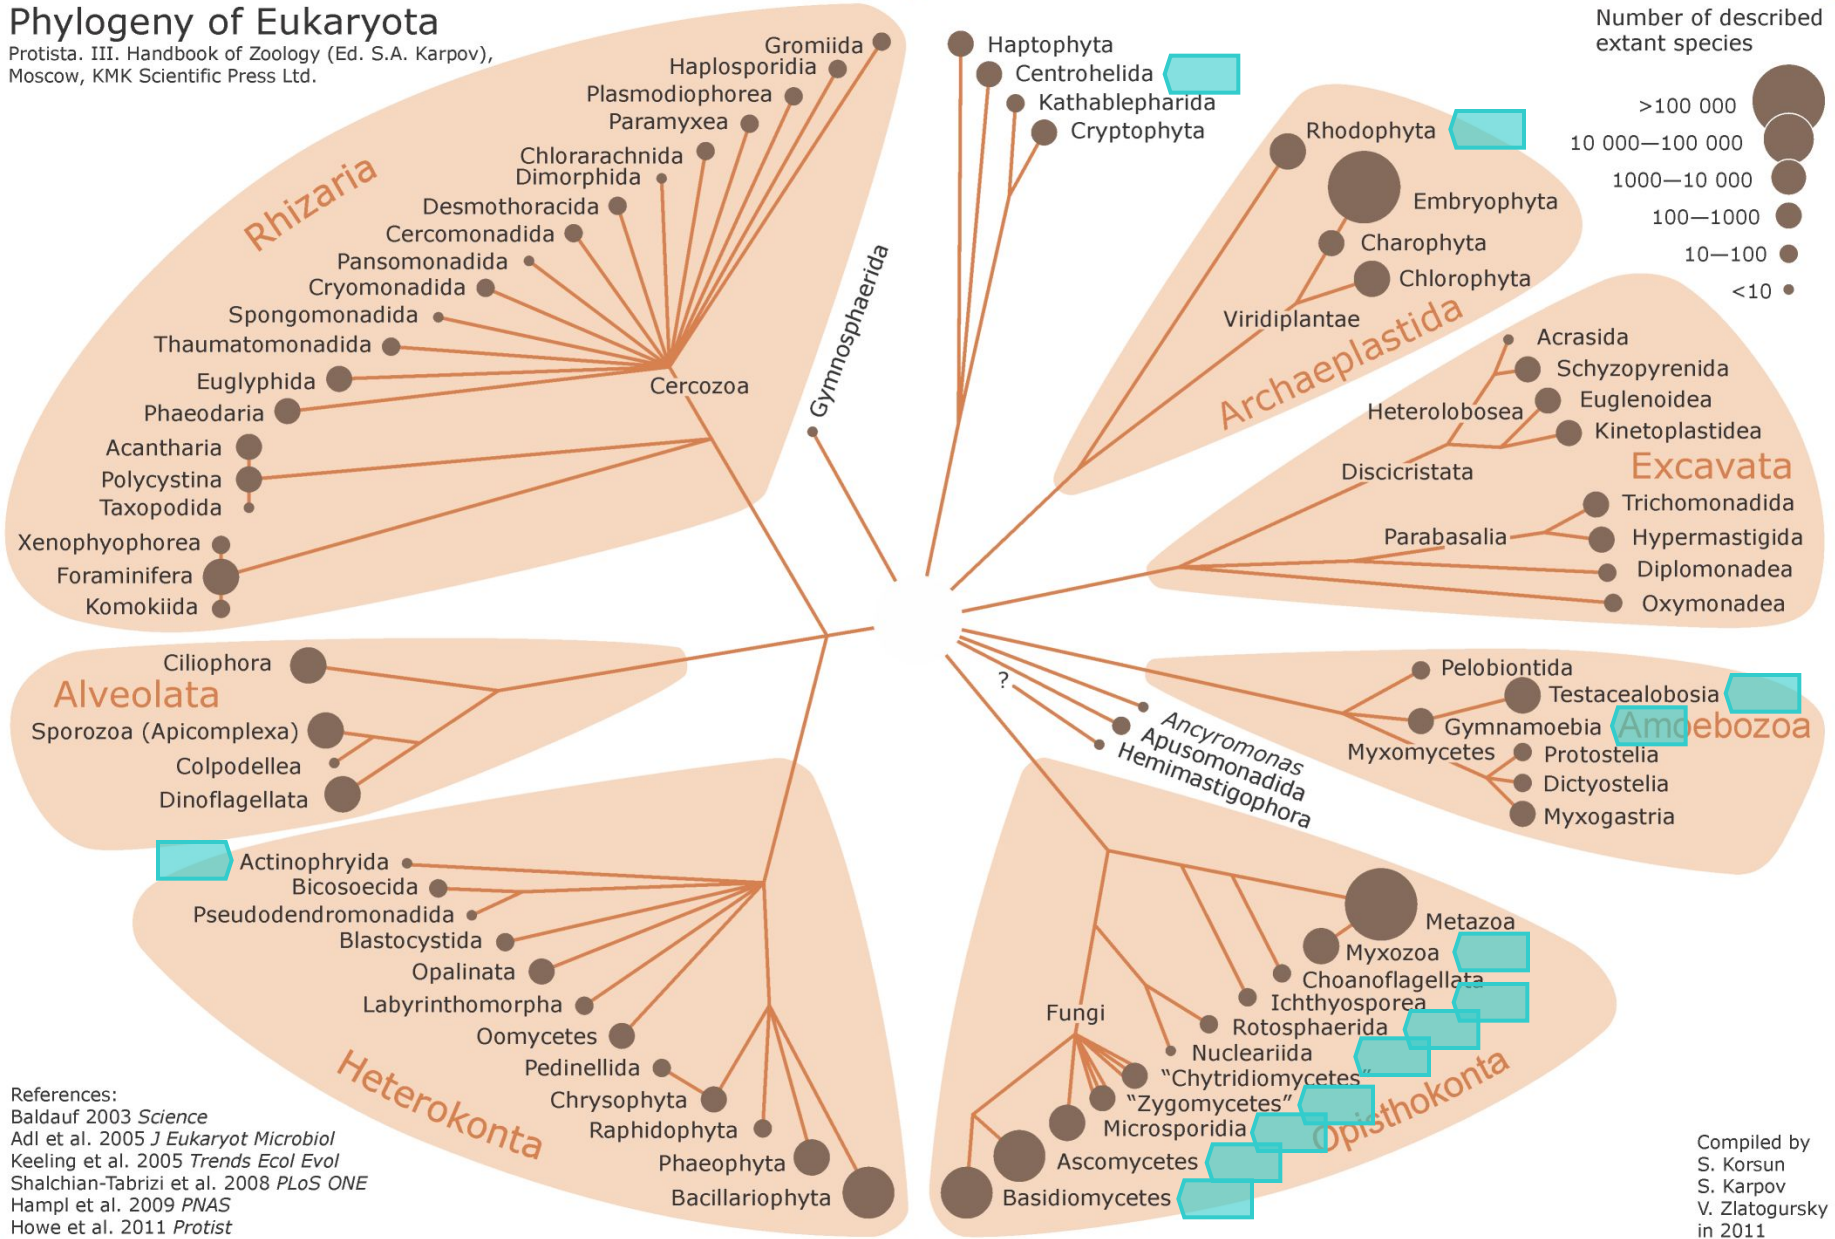 Phylogeny of Eukaryota
Protista. III. Handbook of Zoology (Ed. S.A. Karpov),
Moscow, KMK Scientific Press Ltd.
Number of described
extant species
>100 000
10 000—100 000
1000—10 000
100—1000
10—100
<10
Rhizaria
Gromiida
Haplosporidia
Plasmodiophorea
Paramyxea
Chlorarachnida
Dimorphida
Desmothoracida
Cercomonadida
Pansomonadida
Cryomonadida
Spongomonadida
Thaumatomonadida
Euglyphida
Phaeodaria
Cercozoa
Acantharia
Polycystina
Taxopodida
Xenophyophorea
Foraminifera
Komokiida
Gymnosphaerida
Haptophyta
Centrohelida
Kathablepharida
Cryptophyta
Rhodophyta
Embryophyta
Charophyta
Chlorophyta
Viridiplantae
Archaeplastida
Acrasida
Schyzopyrenida
Heterolobosea
Euglenoidea
Kinetoplastidea
Discicristata
Excavata
Trichomonadida
Parabasalia
Hypermastigida
Diplomonadea
Oxymonadea
Pelobiontida
Testacealobosia
Gymnamoebia
Amoebozoa
Myxomycetes
Protostelia
Dictyostelia
Myxogastria
?
Ancyromonas
Apusomonadida
Hemimastigophora
Ciliophora
Alveolata
Sporozoa (Apicomplexa)
Colpodellea
Dinoflagellata
Actinophryida
Bicosoecida
Pseudodendromonadida
Blastocystida
Opalinata
Labyrinthomorpha
Oomycetes
Pedinellida
Chrysophyta
Raphidophyta
Phaeophyta
Bacillariophyta
Heterokonta
Metazoa
Myxozoa
Choanoflagellata
Ichthyosporea
Rotosphaerida
Nucleariida
Fungi
“Chytridiomycetes”
“Zygomycetes”
Microsporidia
Ascomycetes
Basidiomycetes
Opisthokonta
References:
Baldauf 2003 Science
Adl et al. 2005 J Eukaryot Microbiol
Keeling et al. 2005 Trends Ecol Evol
Shalchian-Tabrizi et al. 2008 PLoS ONE
Hampl et al. 2009 PNAS
Howe et al. 2011 Protist
Compiled by
S. Korsun
S. Karpov
V. Zlatogursky
in 2011